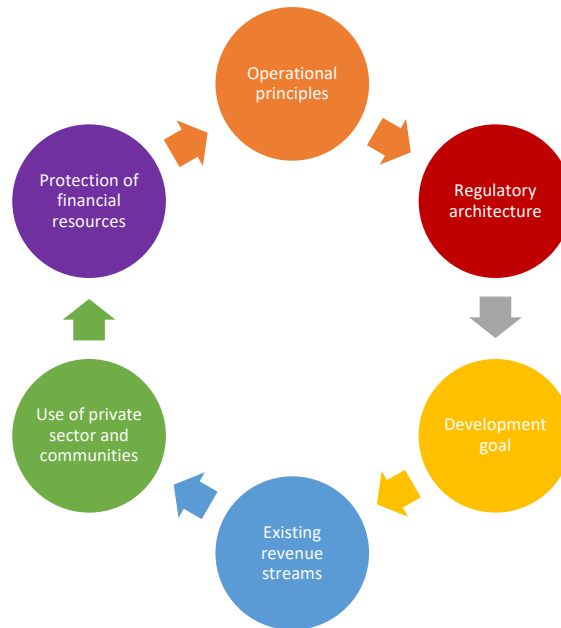 Operational
principles
Regulatory
architecture
Development
goal
Existing
revenue
streams
Use of private
sector and
communities
Protection of
financial
resources